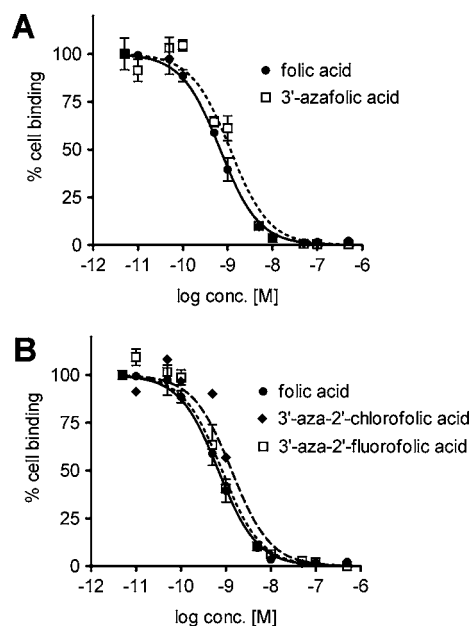 A
% cell binding
100
75
50
25
0
folic acid
3'-azafolic acid
-12 -11 -10 -9 -8 -7 -6
log conc. [M]
B
% cell binding
100
75
50
25
0
folic acid
3'-aza-2'-chlorofolic acid
3'-aza-2'-fluorofolic acid
-12 -11 -10 -9 -8 -7 -6
log conc. [M]